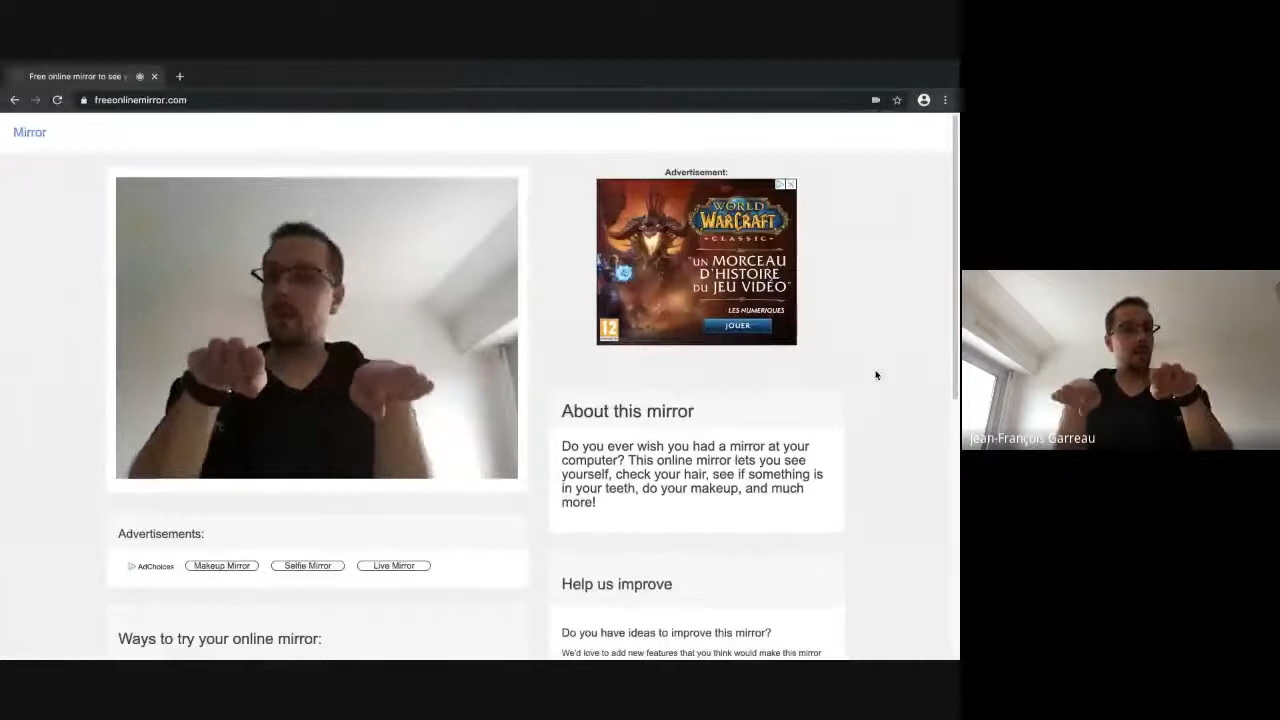 Free online mirror to see
freeonlinemirror.com
Mirror
Advertisement:
WORLD
WARCRAFT
CLASSIC
"UN MORCEAU
D'HISTOIRE
DU JEU VIDÉO"
LES NUMERIQUES
12
JOUER
About this mirror
Do you ever wish you had a mirror at your
computer? This online mirror lets you see
yourself, check your hair, see if something is
in your teeth, do your makeup, and much
more!
Jean-François Garreau
Advertisements:
AdChoices
Makeup Mirror
Selfie Mirror
Live Mirror
Help us improve
Ways to try your online mirror:
Do you have ideas to improve this mirror?
We'd love to add new features that you think would make this mirror